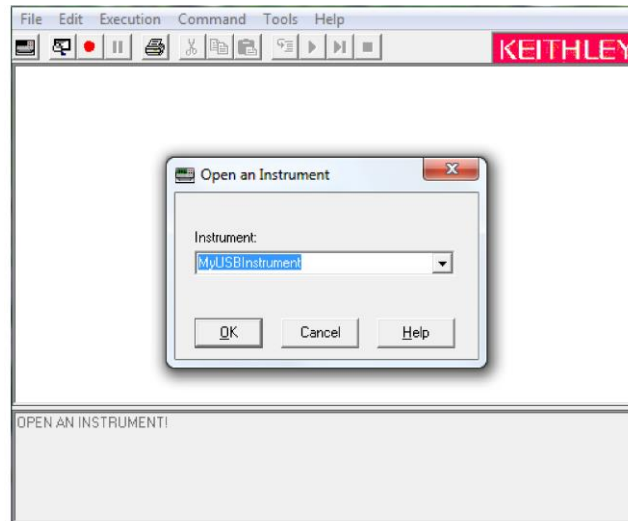 File Edit Execution Command Tools Help
KEITHLEY
Open an Instrument
Instrument:
MyUSBInstrument
OK Cancel Help
OPEN AN INSTRUMENT!